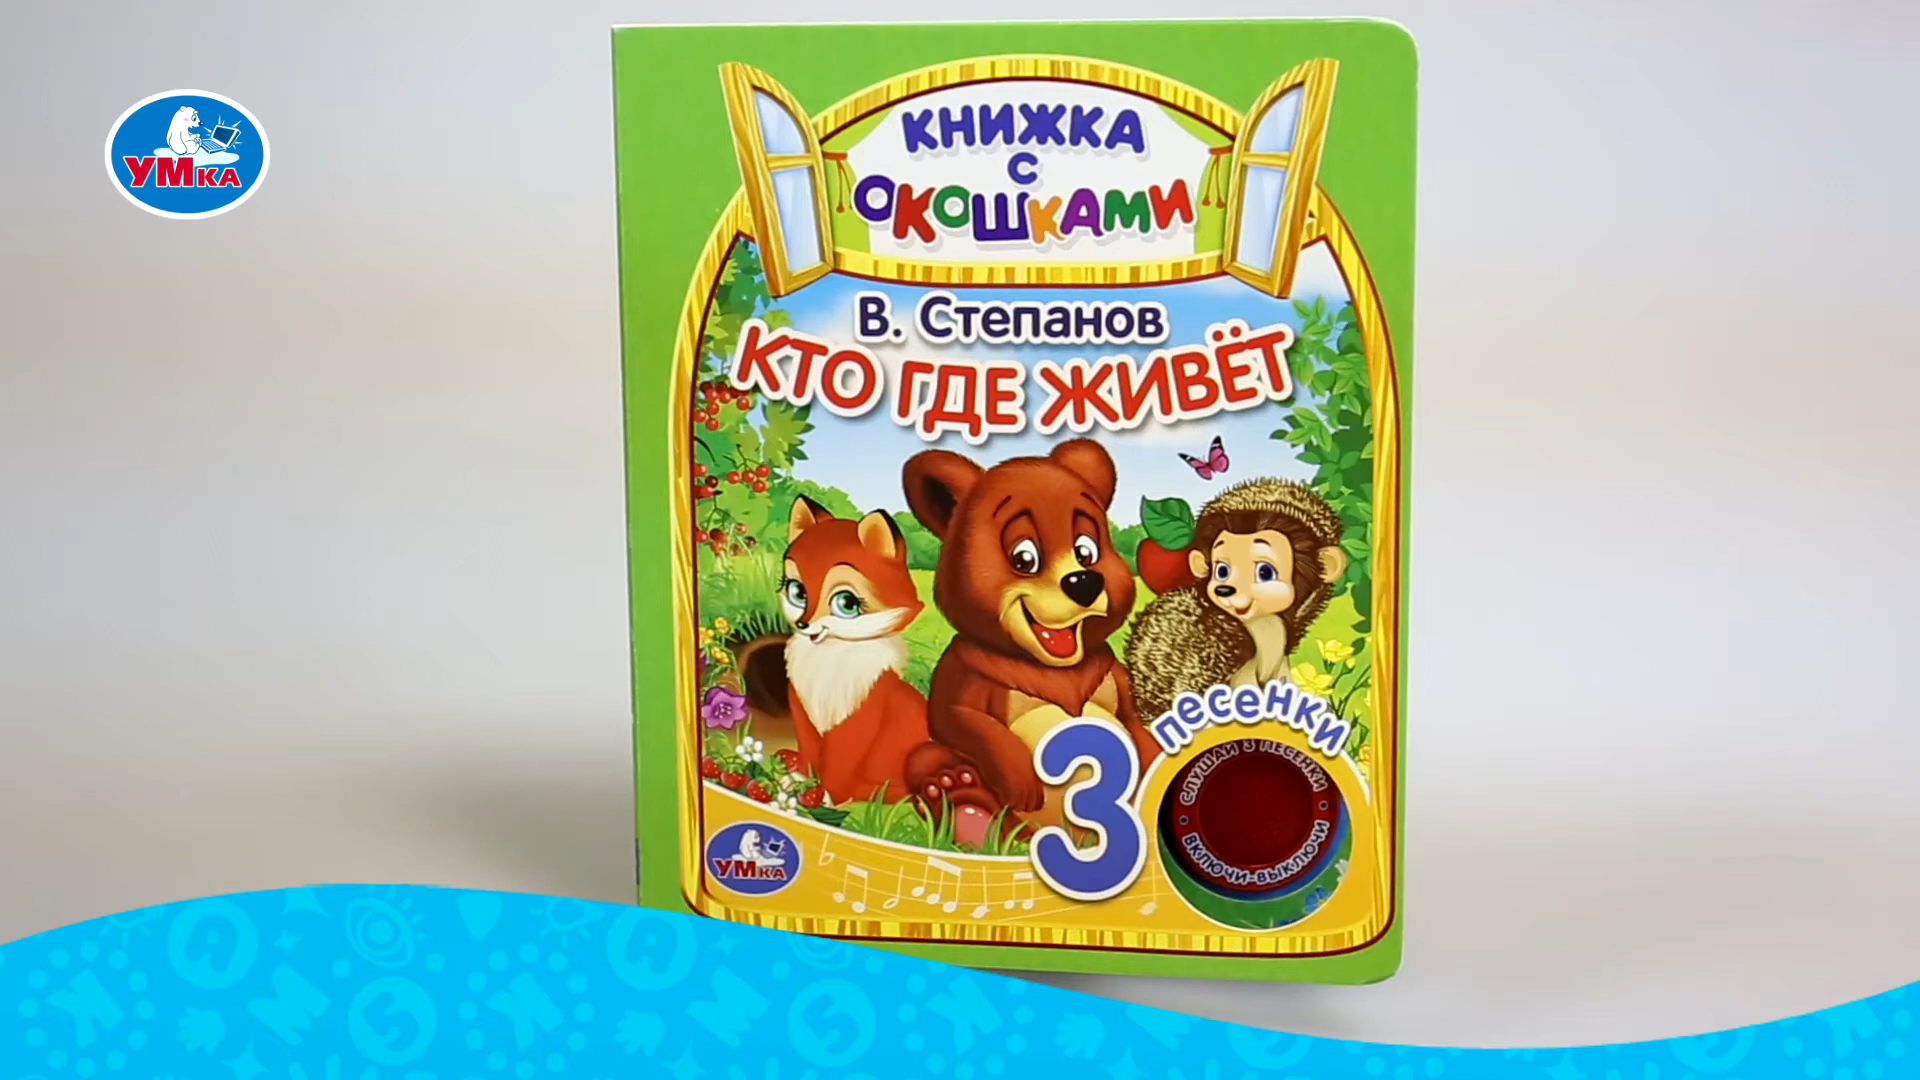 УМКА
КНИЖКА
С
ОКОШКАМИ
В. Степанов
КТО ГДЕ ЖИВЁТ
3 песенки
СЛУШАЙ 3 ПЕСЕНКИ
ВКЛЮЧИ-ВЫКЛЮЧИ
УМКА